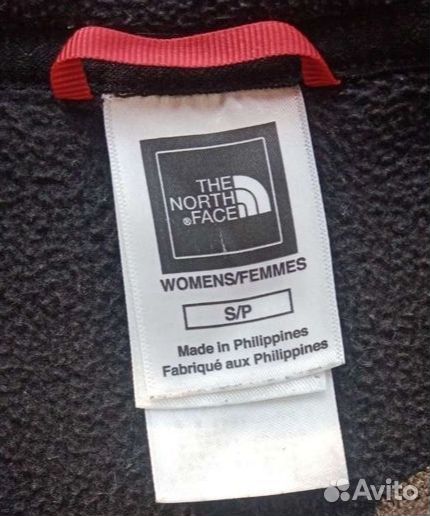 THE
NORTH
®FACE
WOMENS/FEMMES
S/P
Made in Philippines
Fabriqué aux Philippines
Avito